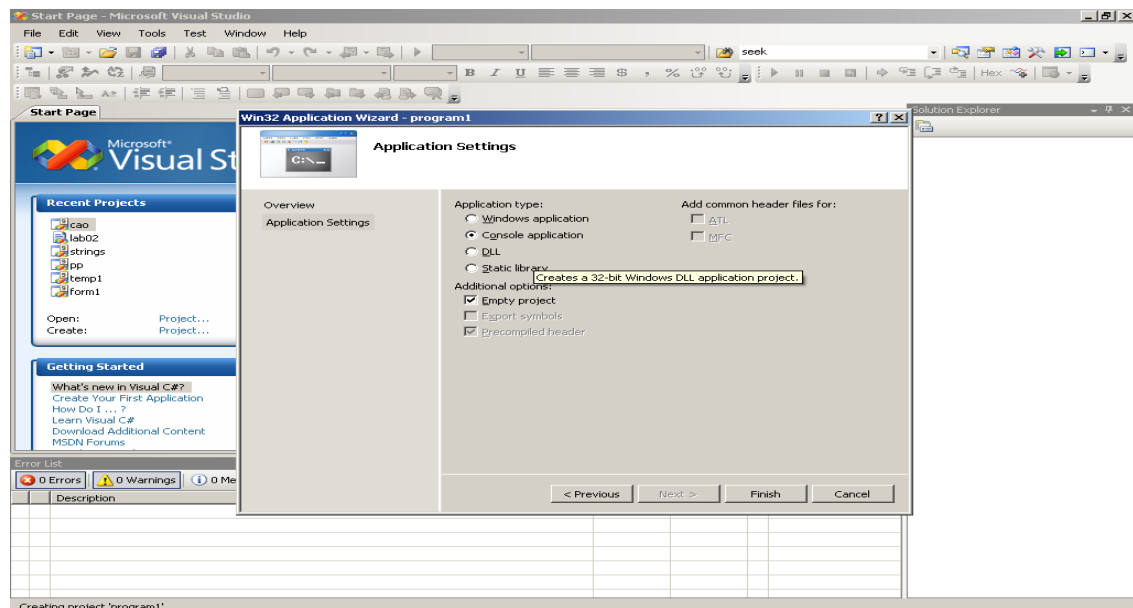 Start Page - Microsoft Visual Studio
File Edit View Tools Test Window Help
seek
B I U
Hex
Start Page
Solution Explorer
Microsoft
Visual St
Recent Projects
cao
lab02
strings
pp
temp1
form1
Open: Project...
Create: Project...
Getting Started
What's new in Visual C#?
Create Your First Application
How Do I ... ?
Learn Visual C#
Download Additional Content
MSDN Forums
Win32 Application Wizard - program1
C:\_
Application Settings
Overview
Application Settings
Application type:
Windows application
Console application
DLL
Static library
Creates a 32-bit Windows DLL application project.
Additional options:
Empty project
Export symbols
Precompiled header
Add common header files for:
ATL
MFC
< Previous
Next >
Finish
Cancel
Error List
0 Errors
0 Warnings
0 Me
Description
Creating project 'program1'